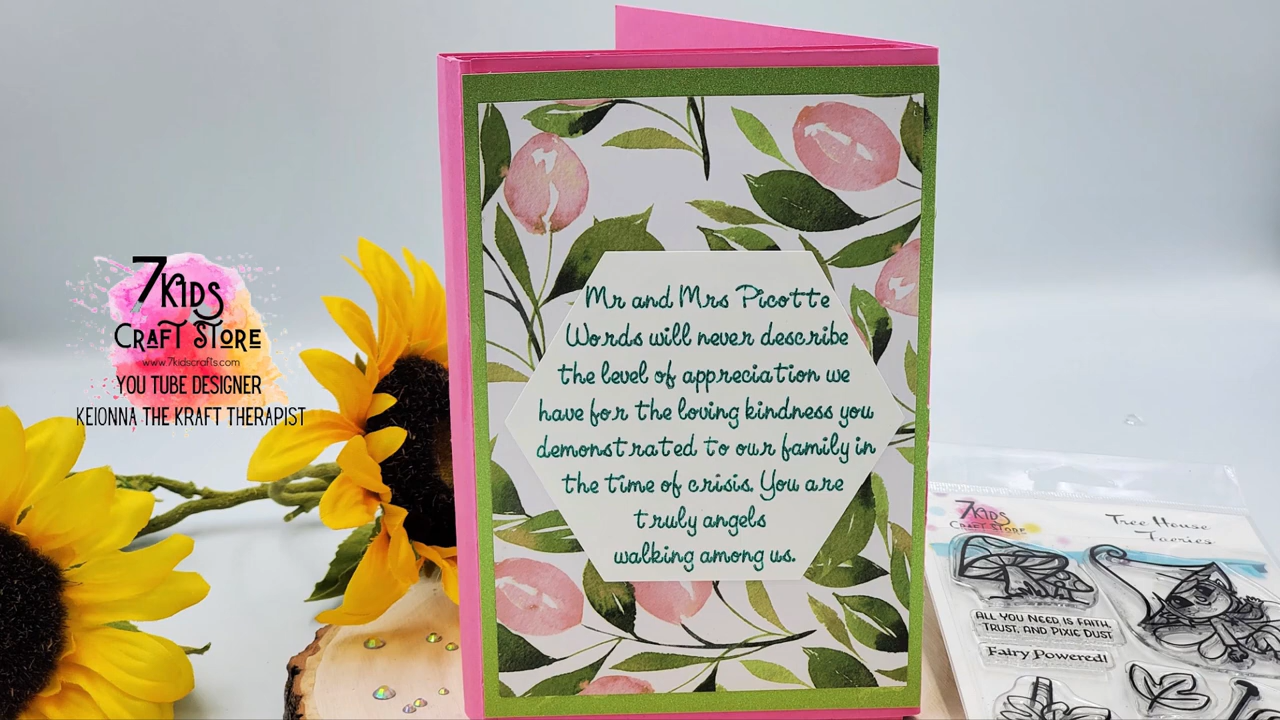 7KIDS
CRAFT STORE
www.7kidscrafts.com
YOU TUBE DESIGNER
KEIONNA THE KRAFT THERAPIST
Mr and Mrs Picotte
Words will never describe
the level of appreciation we
have for the loving kindness you
demonstrated to our family in
the time of crisis. You are
truly angels
walking among us.
7KIDS
CRAFT STORE
Tree House
Faeries
ALL YOU NEED IS FAITH,
TRUST, AND PIXIE DUST
Fairy Powered!